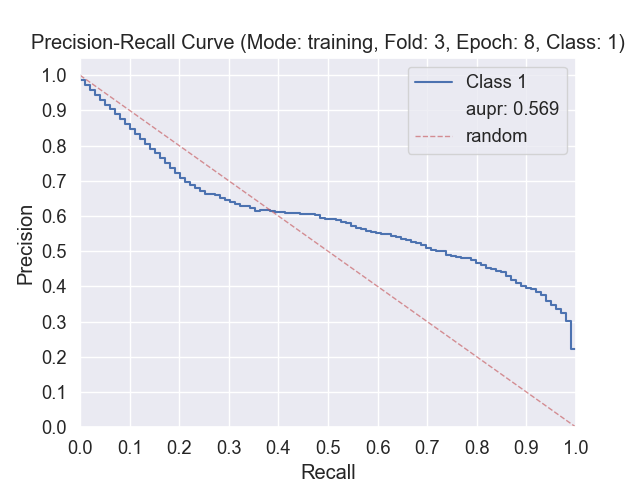 Precision-Recall Curve (Mode: training, Fold: 3, Epoch: 8, Class: 1)
Class 1
aupr: 0.569
random
Precision
1.0
0.9
0.8
0.7
0.6
0.5
0.4
0.3
0.2
0.1
0.0
0.0 0.1 0.2 0.3 0.4 0.5 0.6 0.7 0.8 0.9 1.0
Recall